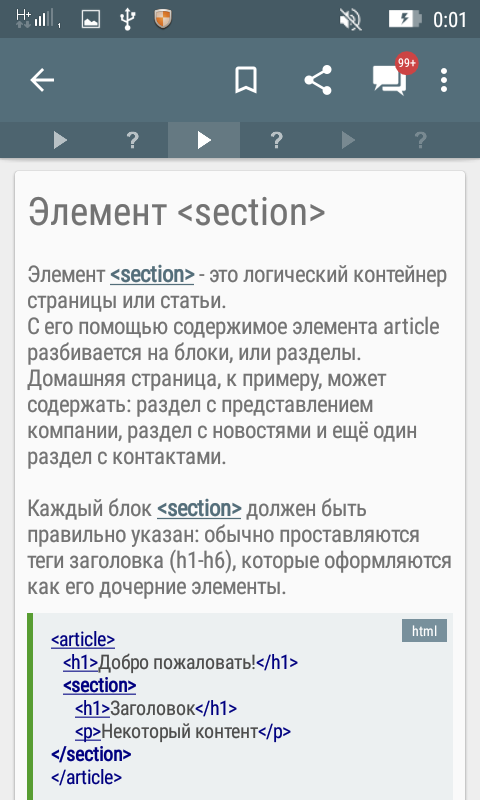 H+ 0:01
99+
? ? ?
Элемент <section>
Элемент <section> - это логический контейнер
страницы или статьи.
С его помощью содержимое элемента article
разбивается на блоки, или разделы.
Домашняя страница, к примеру, может
содержать: раздел с представлением
компании, раздел с новостями и ещё один
раздел с контактами.
Каждый блок <section> должен быть
правильно указан: обычно проставляются
теги заголовка (h1-h6), которые оформляются
как его дочерние элементы.
html
<article>
<h1>Добро пожаловать!</h1>
<section>
<h1>Заголовок</h1>
<p>Некоторый контент</p>
</section>
</article>